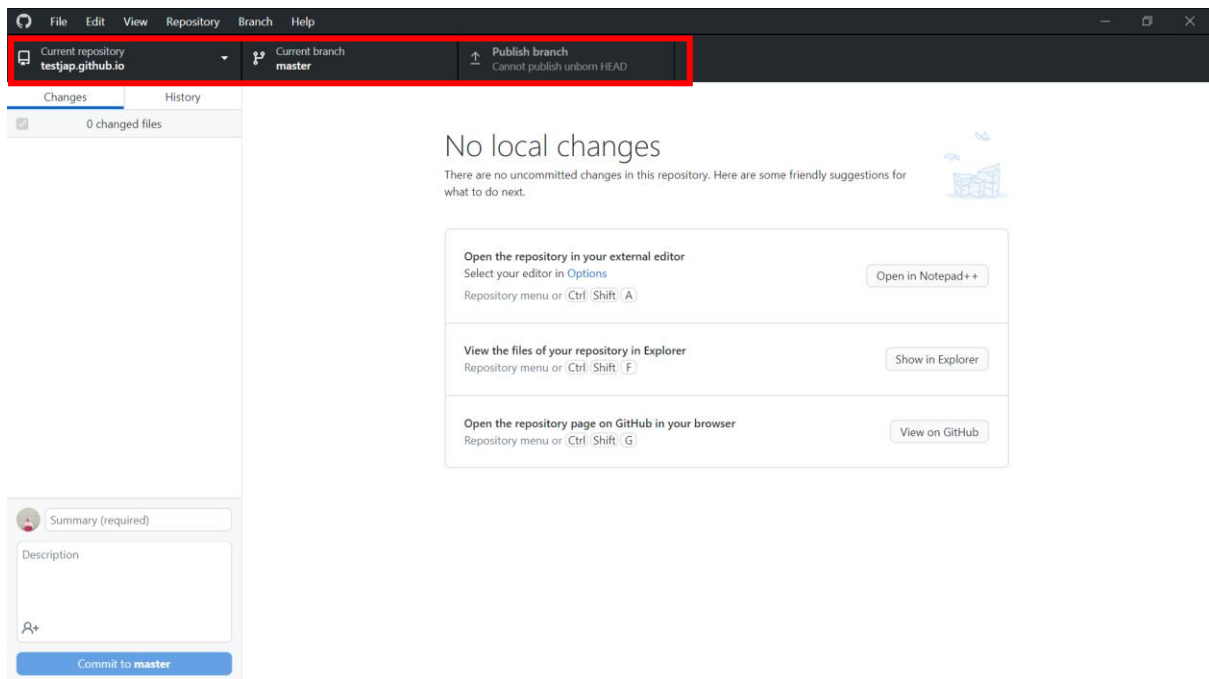 File Edit View Repository Branch Help
Current repository
testjap.github.io
Current branch
master
Publish branch
Cannot publish unborn HEAD
Changes History
0 changed files
No local changes
There are no uncommitted changes in this repository. Here are some friendly suggestions for
what to do next.
Open the repository in your external editor
Select your editor in Options
Repository menu or Ctrl Shift A
Open in Notepad++
View the files of your repository in Explorer
Repository menu or Ctrl Shift F
Show in Explorer
Open the repository page on GitHub in your browser
Repository menu or Ctrl Shift G
View on GitHub
Summary (required)
Description
Commit to master